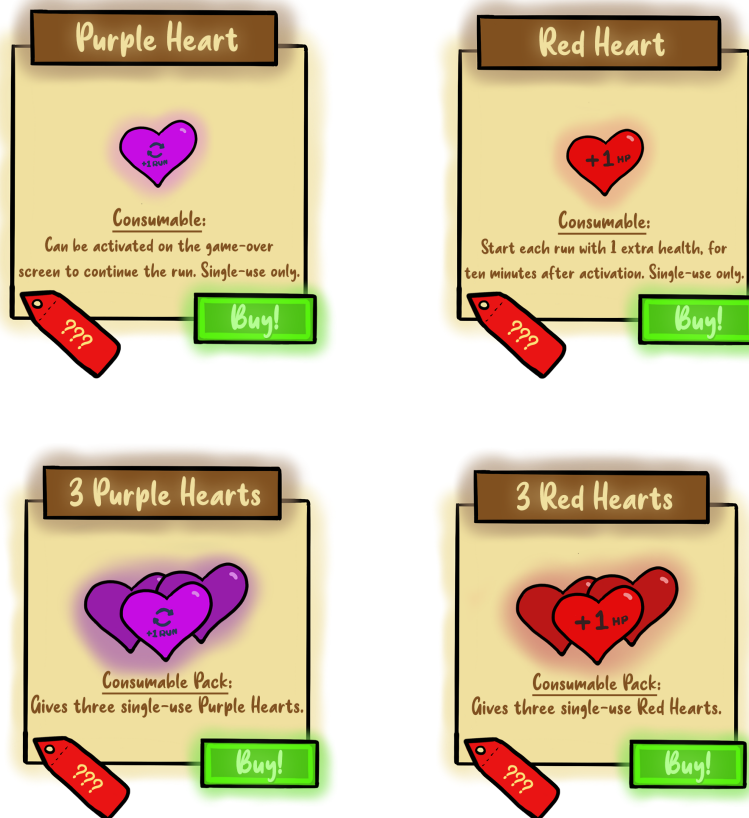 Purple Heart
+1 RUN
Consumable:
Can be activated on the game-over
screen to continue the run. Single-use only.
???
Buy!
Red Heart
+1 HP
Consumable:
Start each run with 1 extra health, for
ten minutes after activation. Single-use only.
???
Buy!
3 Purple Hearts
+1 RUN
Consumable Pack:
Gives three single-use Purple Hearts.
???
Buy!
3 Red Hearts
+1 HP
Consumable Pack:
Gives three single-use Red Hearts.
???
Buy!